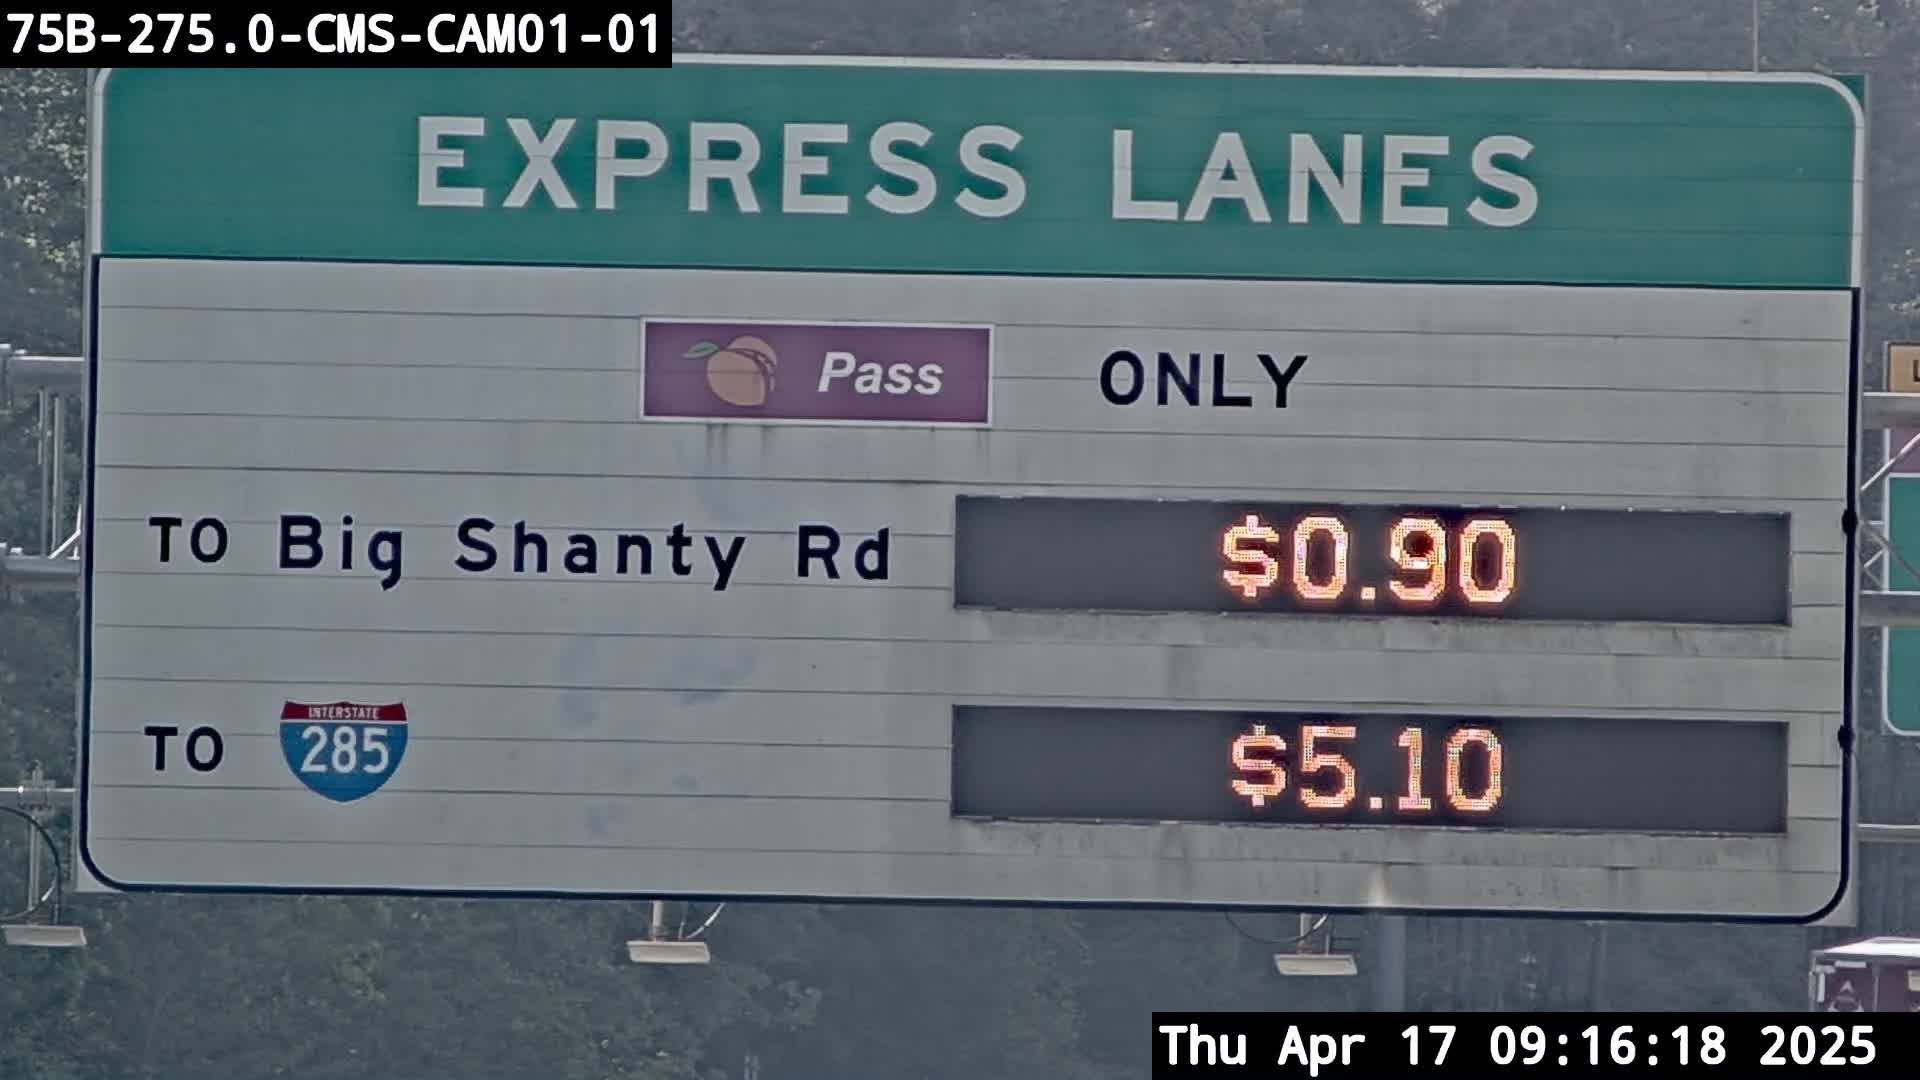 75B-275.0-CMS-CAM01-01
EXPRESS LANES
Pass ONLY
TO Big Shanty Rd $0.90
TO INTERSTATE 285 $5.10
Thu Apr 17 09:16:18 2025